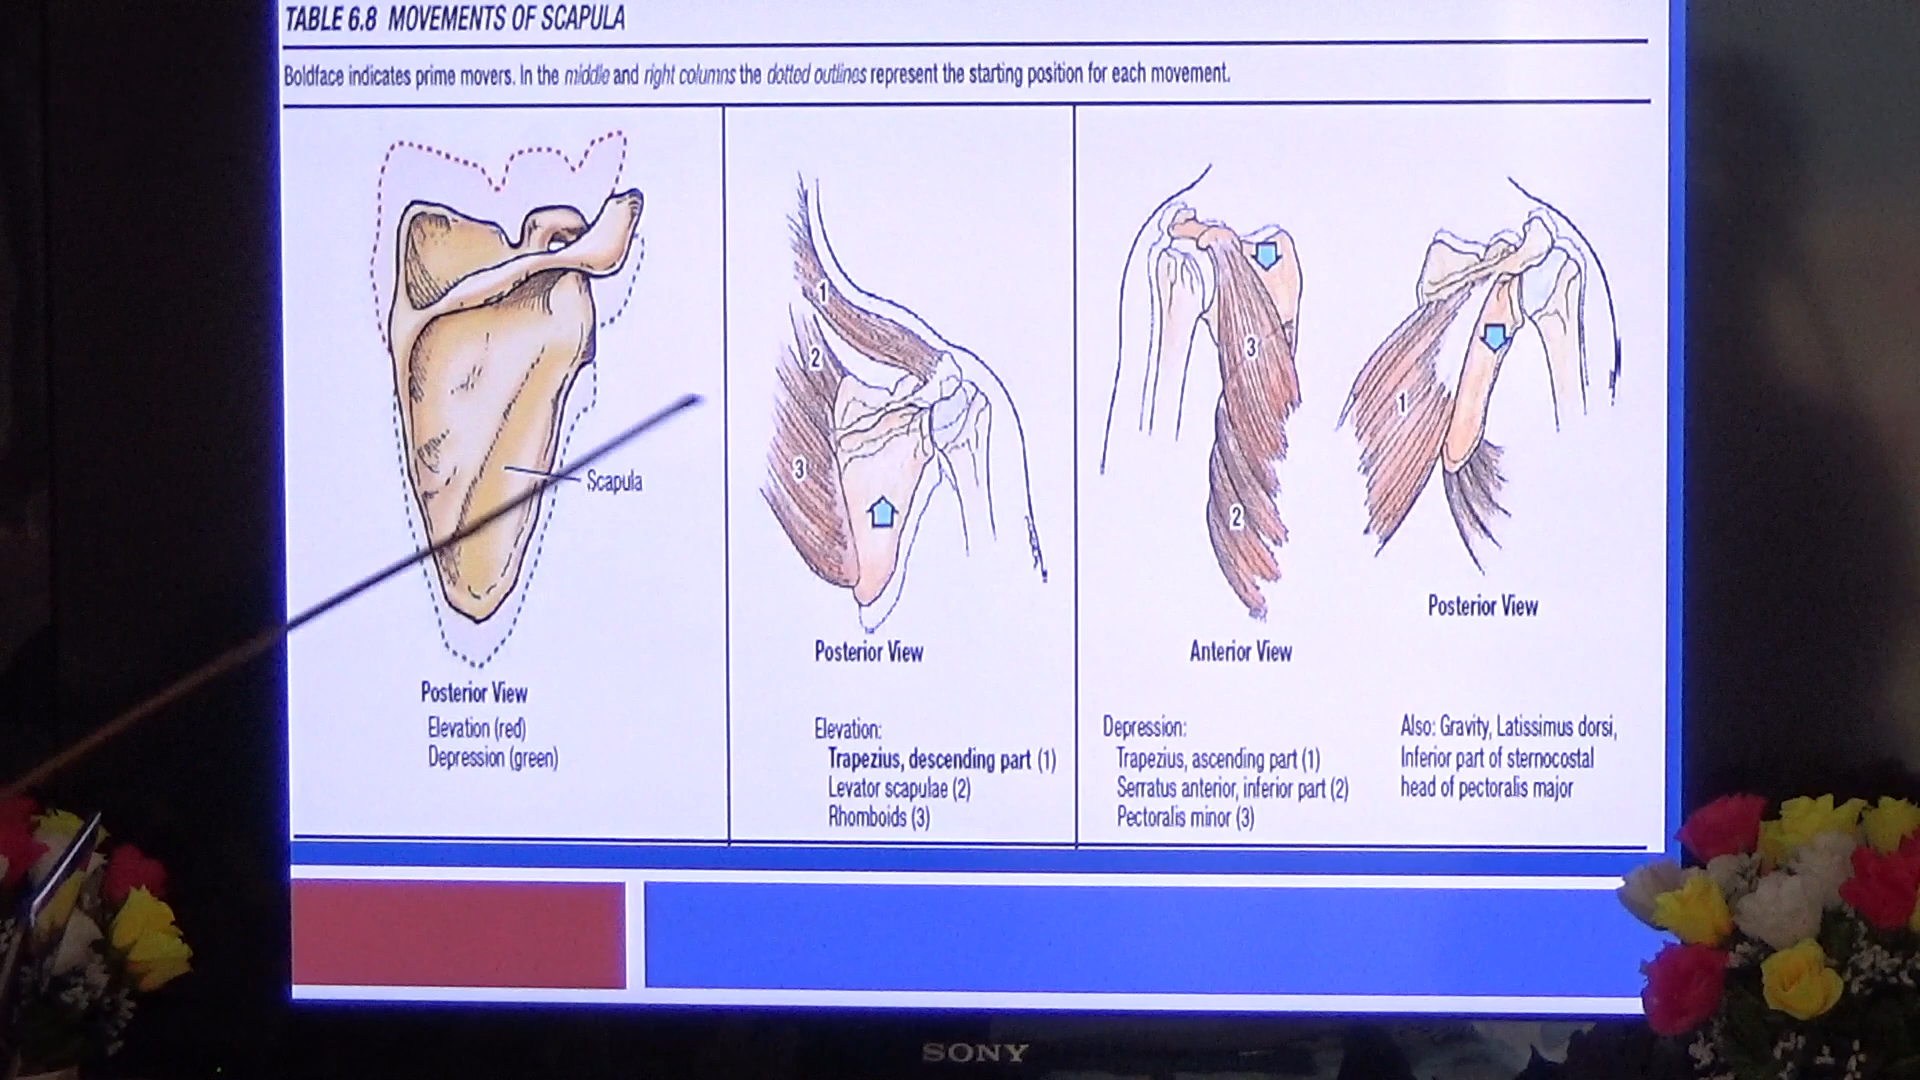 TABLE 6.8 MOVEMENTS OF SCAPULA
Boldface indicates prime movers. In the middle and right columns the dotted outlines represent the starting position for each movement.
Scapula
Posterior View
Elevation (red)
Depression (green)
1
2
3
Posterior View
Elevation:
Trapezius, descending part (1)
Levator scapulae (2)
Rhomboids (3)
3
2
Anterior View
1
Posterior View
Depression:
Trapezius, ascending part (1)
Serratus anterior, inferior part (2)
Pectoralis minor (3)
Also: Gravity, Latissimus dorsi,
Inferior part of sternocostal
head of pectoralis major
SONY